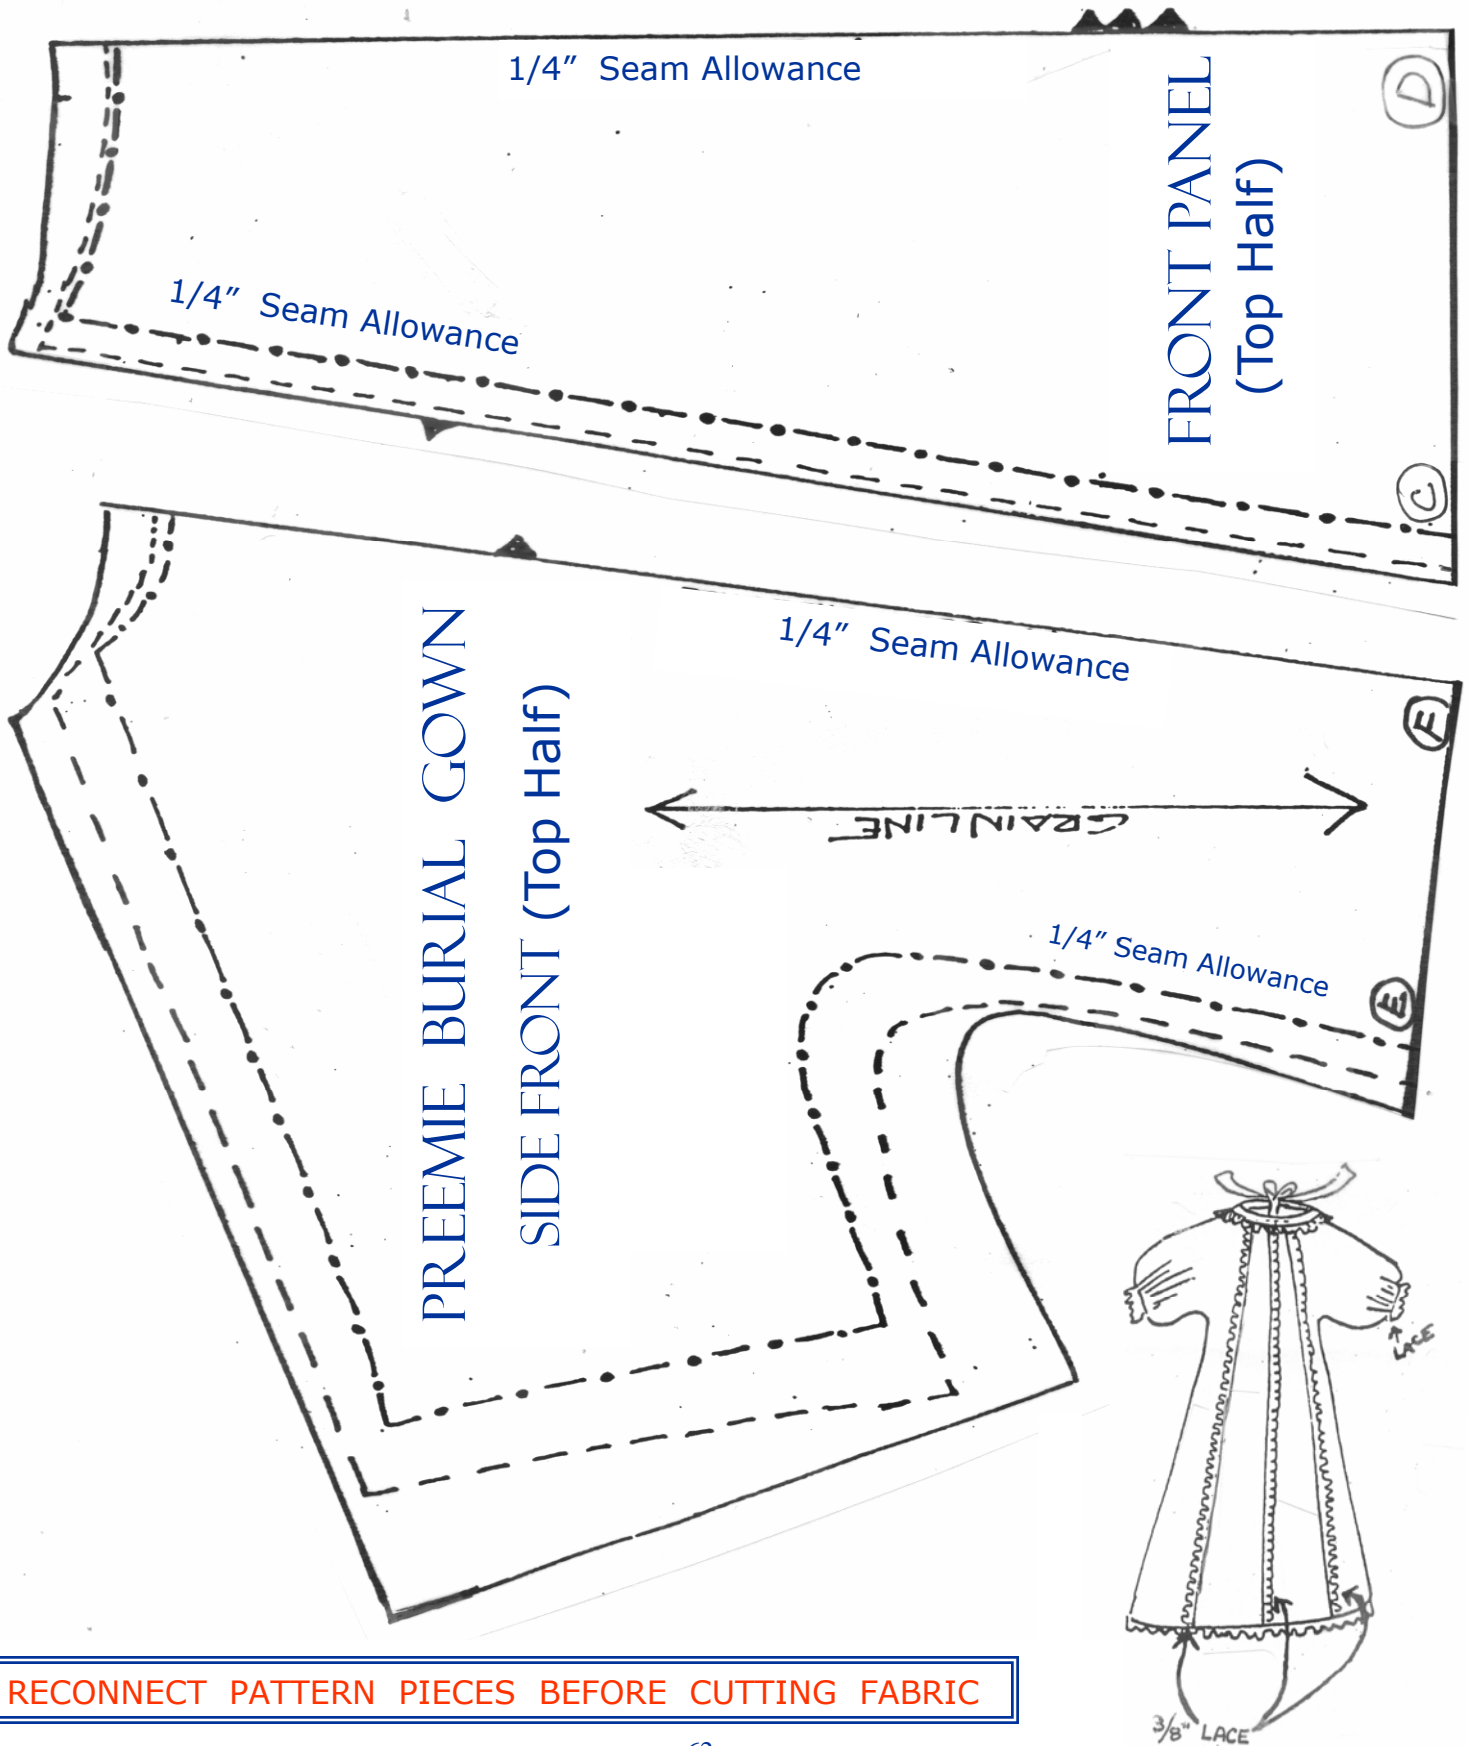 1/4" Seam Allowance
D
FRONT PANEL
(Top Half)
1/4" Seam Allowance
C
1/4" Seam Allowance
PREEMIE BURIAL GOWN
SIDE FRONT (Top Half)
F
GRAINLINE
1/4" Seam Allowance
E
LACE
3/8" LACE
RECONNECT PATTERN PIECES BEFORE CUTTING FABRIC